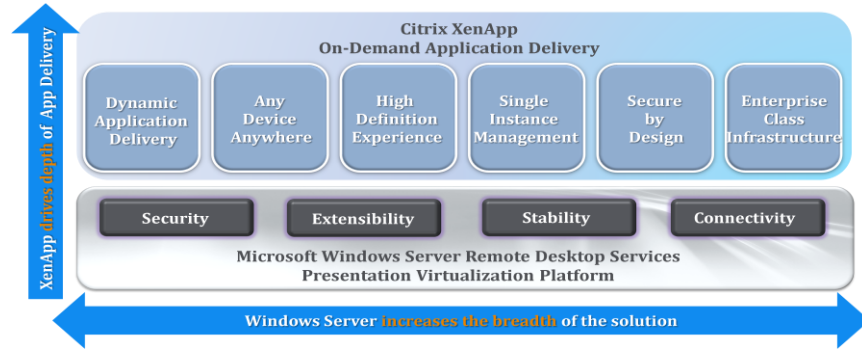 Citrix XenApp
On-Demand Application Delivery
Dynamic
Application
Delivery
Any
Device
Anywhere
High
Definition
Experience
Single
Instance
Management
Secure
by
Design
Enterprise
Class
Infrastructure
Security
Extensibility
Stability
Connectivity
Microsoft Windows Server Remote Desktop Services
Presentation Virtualization Platform
XenApp drives depth of App Delivery
Windows Server increases the breadth of the solution